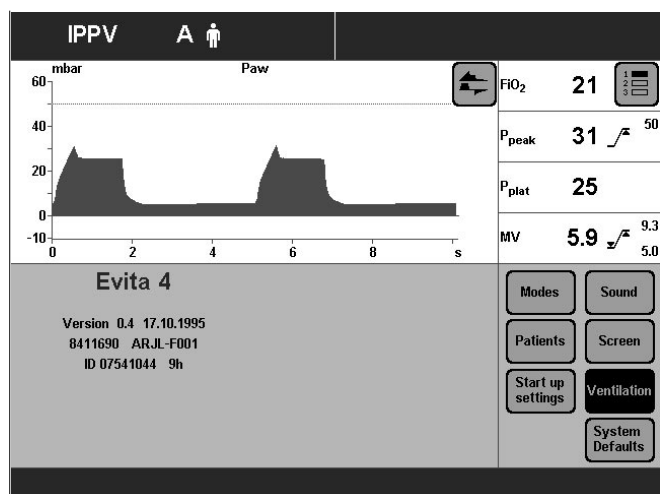 IPPV A
mbar Paw
60
40
20
0
-10
0 2 4 6 8 s
FiO2 21 1 2 3
Ppeak 31 50
Pplat 25
MV 5.9 9.3
5.0
Evita 4
Version 0.4 17.10.1995
8411690 ARJL-F001
ID 07541044 9h
Modes Sound
Patients Screen
Start up
settings
Ventilation
System
Defaults